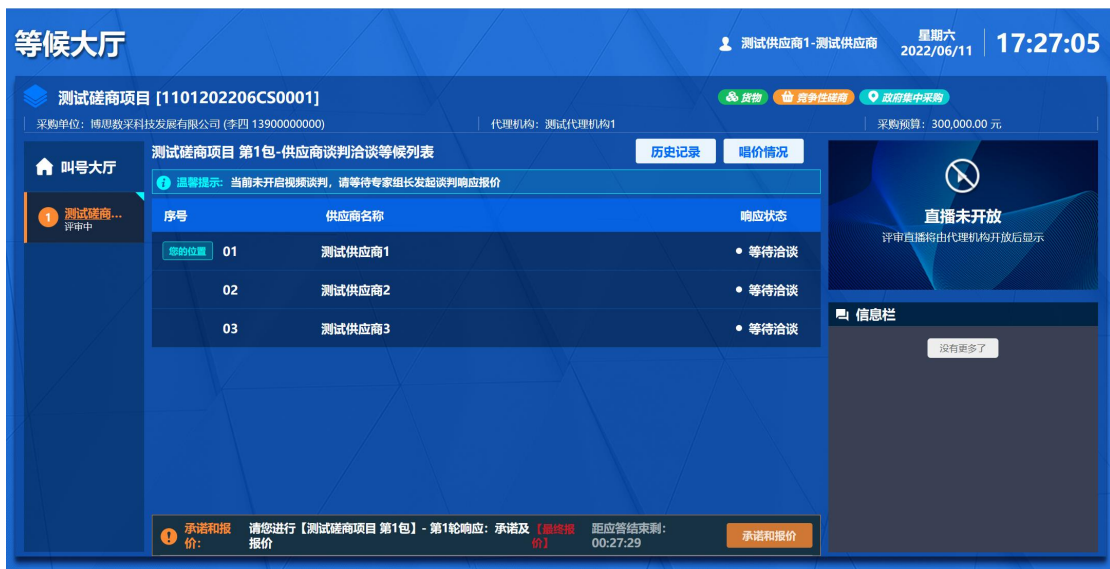 等候大厅
测试供应商1-测试供应商
星期六
2022/06/11
17:27:05
测试磋商项目 [1101202206CS0001]
货物
竞争性磋商
政府集中采购
采购单位：博思数采科技发展有限公司 (李四 13900000000)
代理机构：测试代理机构1
采购预算：300,000.00 元
叫号大厅
1 测试磋商...
评审中
测试磋商项目 第1包-供应商谈判洽谈等候列表
历史记录
唱价情况
温馨提示：当前未开启视频谈判，请等待专家组长发起谈判响应报价
序号 供应商名称 响应状态
您的位置 01 测试供应商1 等待洽谈
02 测试供应商2 等待洽谈
03 测试供应商3 等待洽谈
直播未开放
评审直播将由代理机构开放后显示
信息栏
没有更多了
承诺和报
价：
请您进行【测试磋商项目 第1包】- 第1轮响应：承诺及
报价
【最终报
价】
距应答结束剩：
00:27:29
承诺和报价